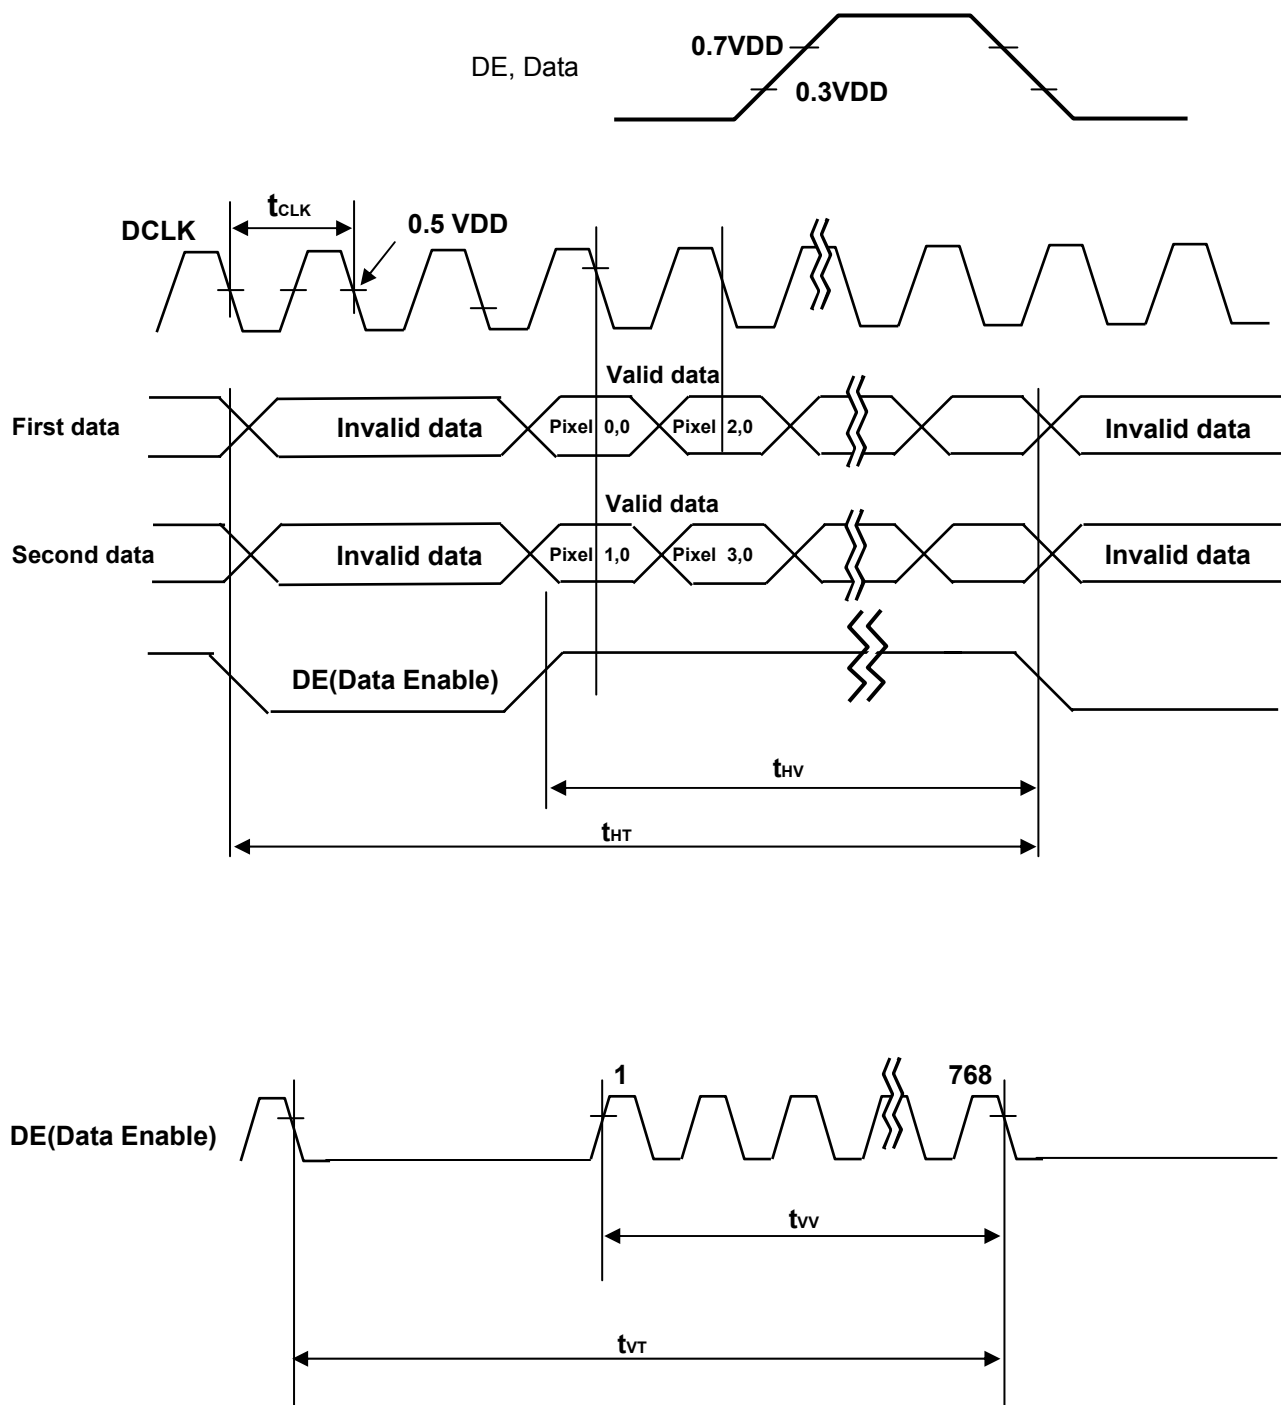 0.7VDD
DE, Data
0.3VDD
tCLK
DCLK
0.5 VDD
Valid data
First data
Invalid data
Pixel 0,0
Pixel 2,0
Invalid data
Valid data
Second data
Invalid data
Pixel 1,0
Pixel 3,0
Invalid data
DE(Data Enable)
tHV
tHT
1
768
DE(Data Enable)
tVV
tVT